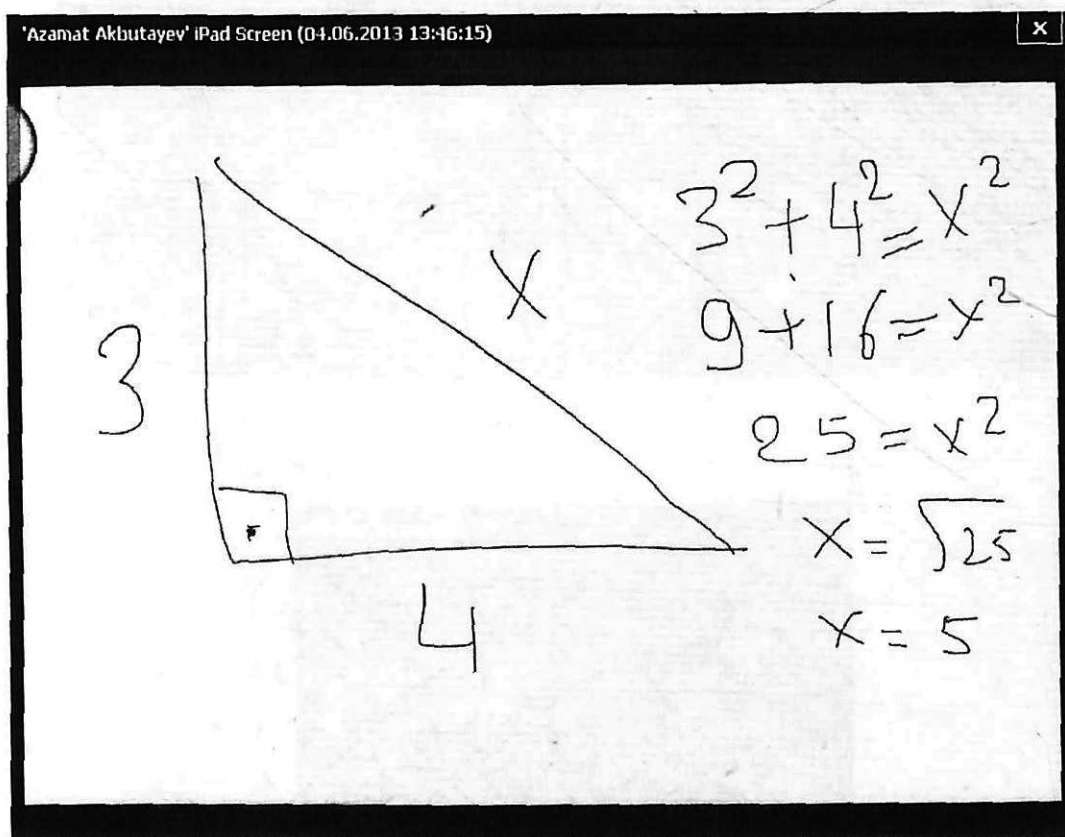 'Azamat Akbutayev' iPad Screen (04.06.2013 13:46:15)
X
3
X
4
3² + 4² = X²
9 + 16 = X²
25 = X²
X = √25
X = 5